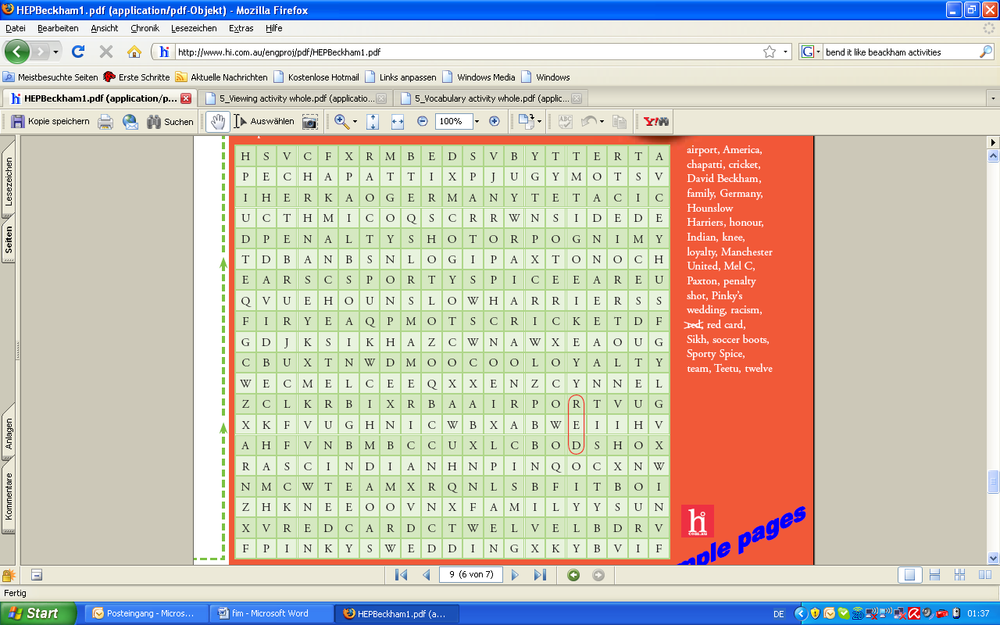 HEPBeckham1.pdf (application/pdf-Objekt) - Mozilla Firefox
Datei Bearbeiten Ansicht Chronik Lesezeichen Extras Hilfe
http://www.hi.com.au/engproj/pdf/HEPBeckham1.pdf
bend it like beackham activities
Meistbesuchte Seiten Erste Schritte Aktuelle Nachrichten Kostenlose Hotmail Links anpassen Windows Media Windows
HEPBeckham1.pdf (application/p... 5_Viewing activity whole.pdf (applicatio... 5_Vocabulary activity whole.pdf (applic...
Kopie speichern Suchen Auswählen 100% Y!
Lesezeichen
Seiten
Anlagen
Kommentare
H S V C F X R M B E D S V B Y T T E R T A
P E C H A P A T T I X P J U G Y M O T S V
I H E R K A O G E R M A N Y T E T A C I C
U C T H M I C O Q S C R R W N S I D E D E
D P E N A L T Y S H O T O R P O G N I M Y
T D B A N B S N L O G I P A X T O N O C H
E A R S C S P O R T Y S P I C E E A R E U
Q V U E H O U N S L O W H A R R I E R S S
F I R Y E A Q P M O T S C R I C K E T D F
G D J K S I K H A Z C W N A W X E A O U G
C B U X T N W D M O O C O O L O Y A L T Y
W E C M E L C E E Q X X E N Z C Y N N E L
Z C L K R B I X R B A A I R P O R T V U G
X K F V U G H N I C W B X A B W E I I H V
A H F V N B M B C C U X L C B O D S H O X
R A S C I N D I A N H N P I N Q O C X N W
N M C W T E A M X R Q N L S B F I T B O I
Z H K N E E O O V N X F A M I L Y Y S U N
X V R E D C A R D C T W E L V E L B D R V
F P I N K Y S W E D D I N G X K Y B V I F
airport, America,
chapatti, cricket,
David Beckham,
family, Germany,
Hounslow
Harriers, honour,
Indian, knee,
loyalty, Manchester
United, Mel C,
Paxton, penalty
shot, Pinky's
wedding, racism,
red, red card,
Sikh, soccer boots,
Sporty Spice,
team, Teetu, twelve
hi
com.au
mple pages
9 (6 von 7)
Fertig
Start Posteingang - Micros... fim - Microsoft Word HEPBeckham1.pdf (a... DE 01:37